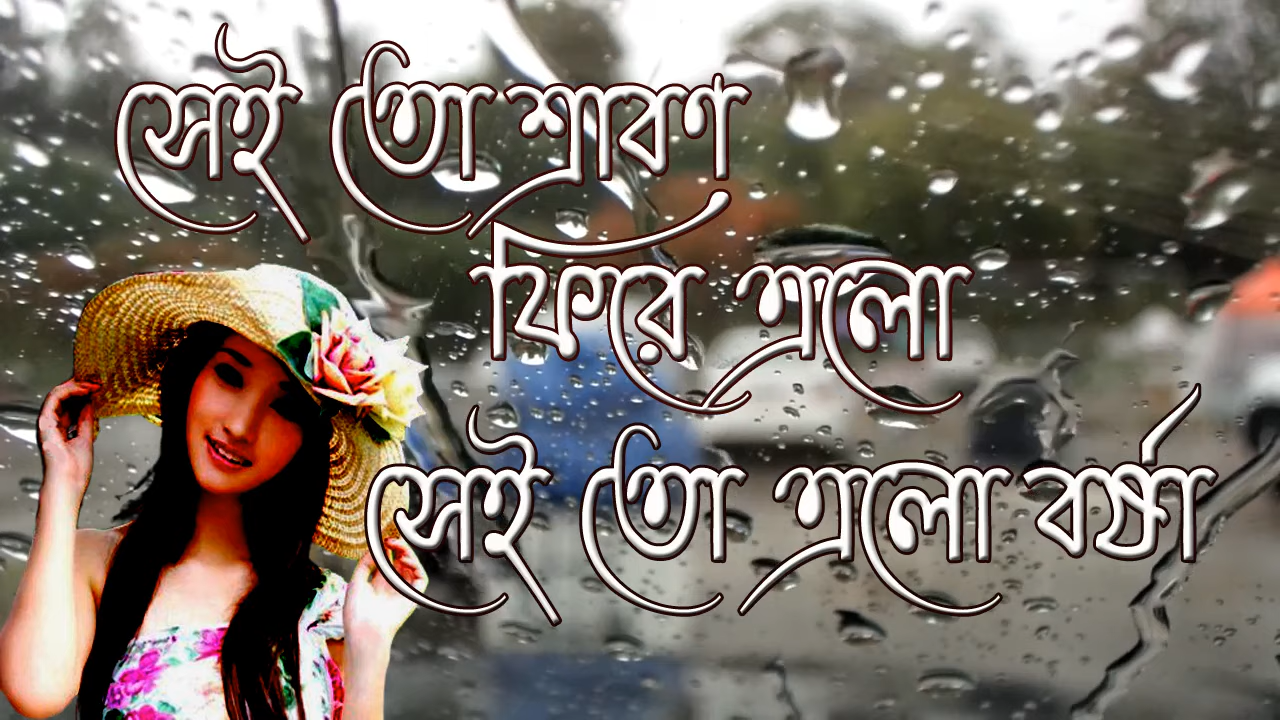 সেই তো শ্রাবণ
ফিরে এলো
সেই তো এলো বর্ষা